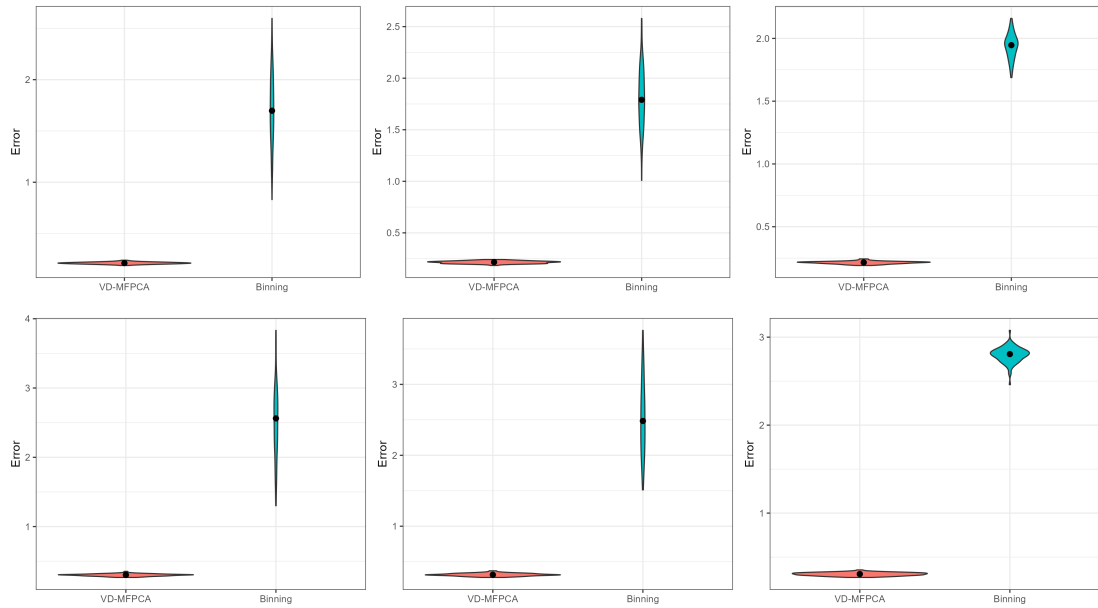 Error
2
1
VD-MFPCA Binning
Error
2.5
2.0
1.5
1.0
0.5
VD-MFPCA Binning
Error
2.0
1.5
1.0
0.5
VD-MFPCA Binning
Error
4
3
2
1
VD-MFPCA Binning
Error
3
2
1
VD-MFPCA Binning
Error
3
2
1
0
VD-MFPCA Binning